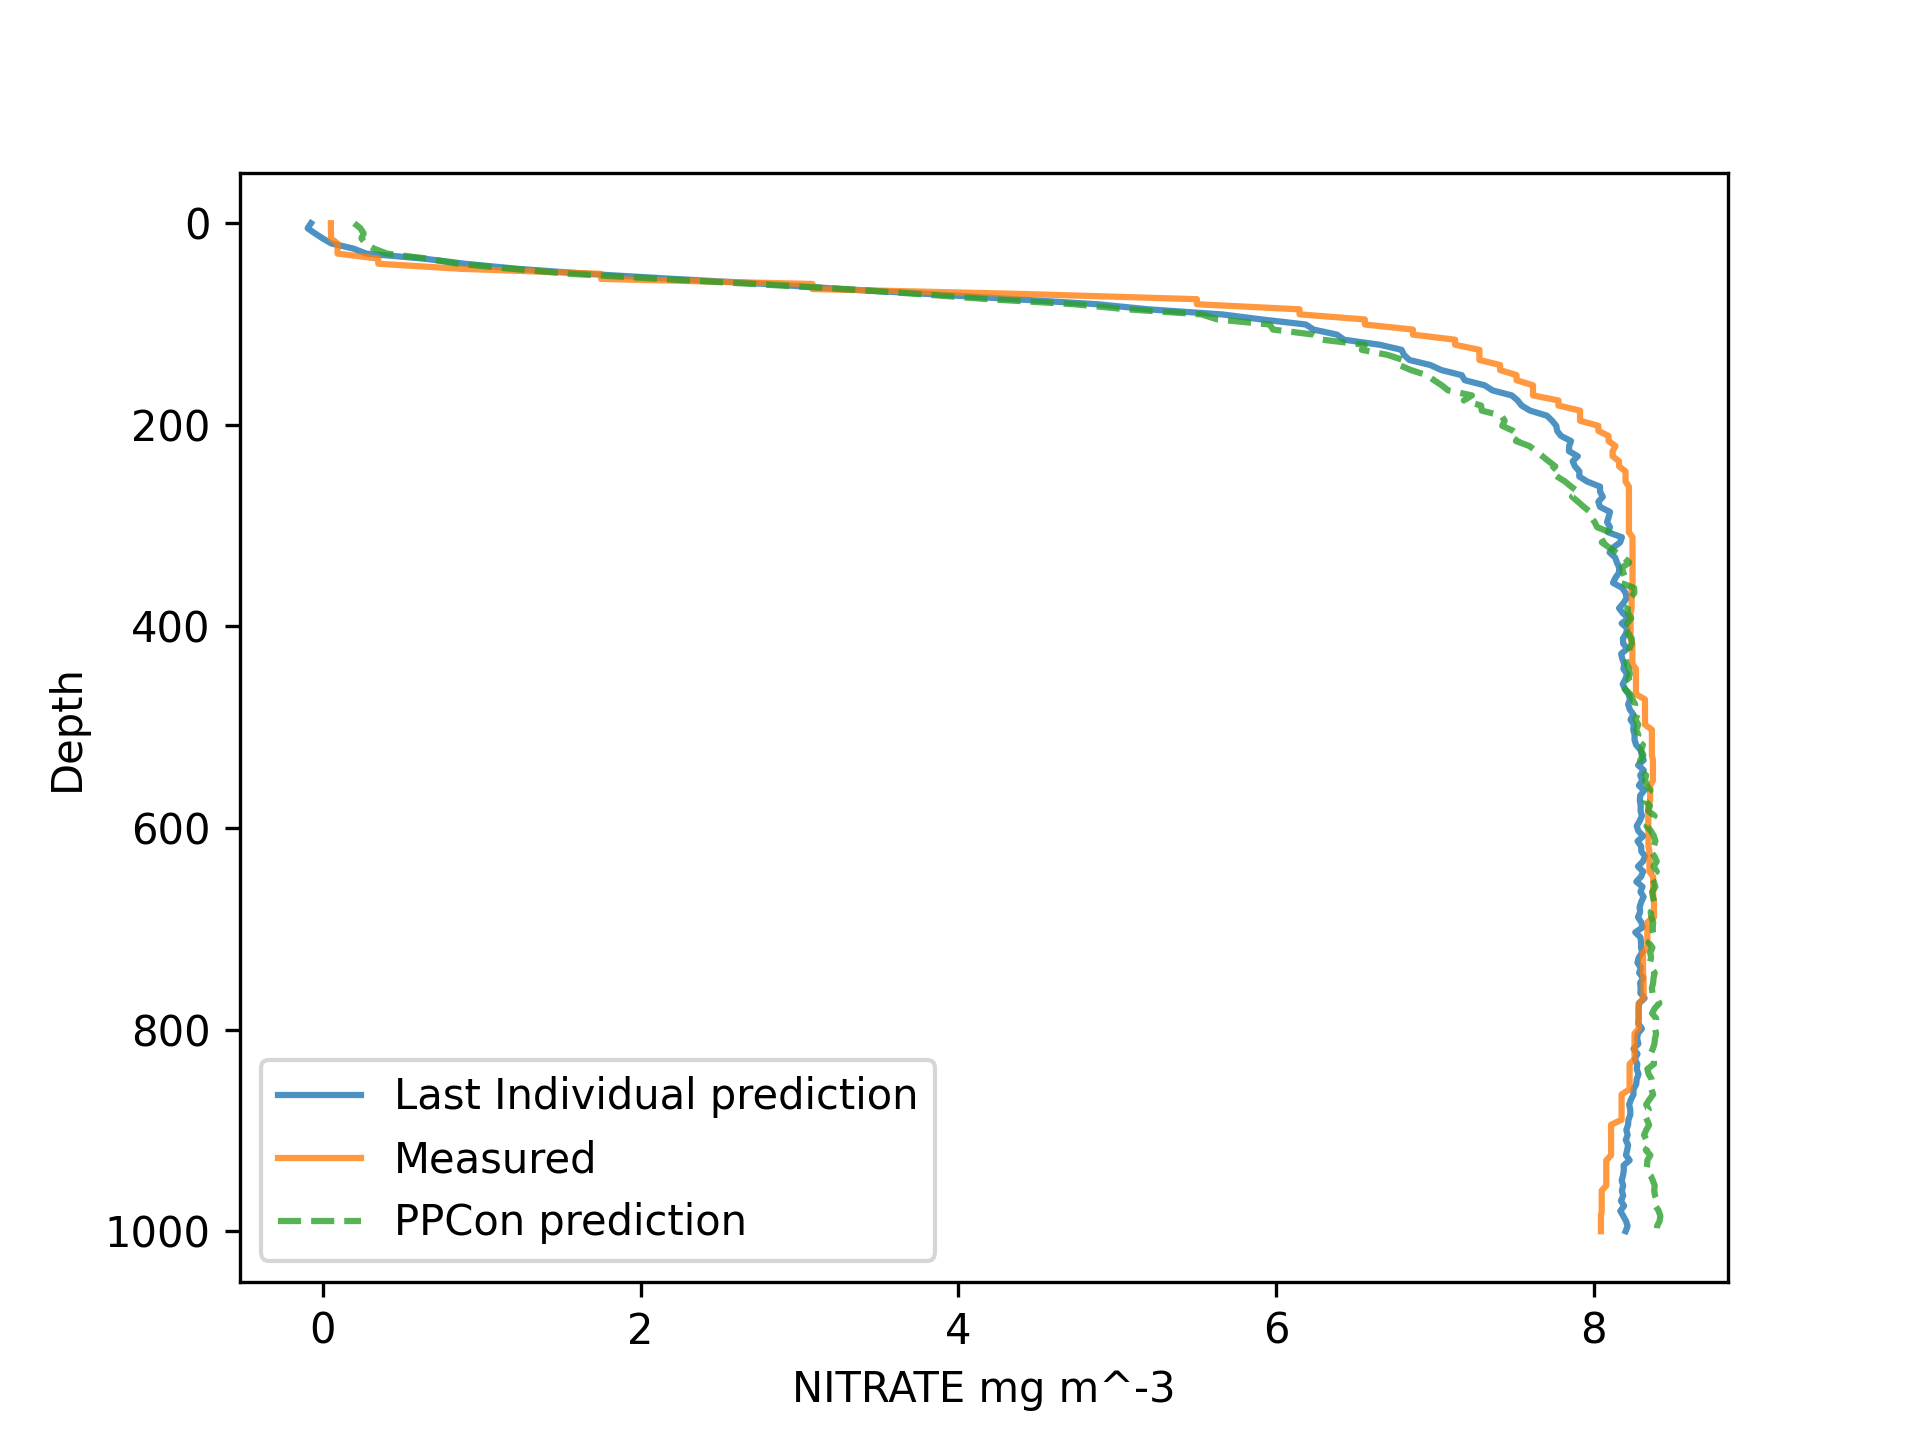 0
200
400
600
800
1000
Depth
Last Individual prediction
Measured
PPCon prediction
0 2 4 6 8
NITRATE mg m^-3